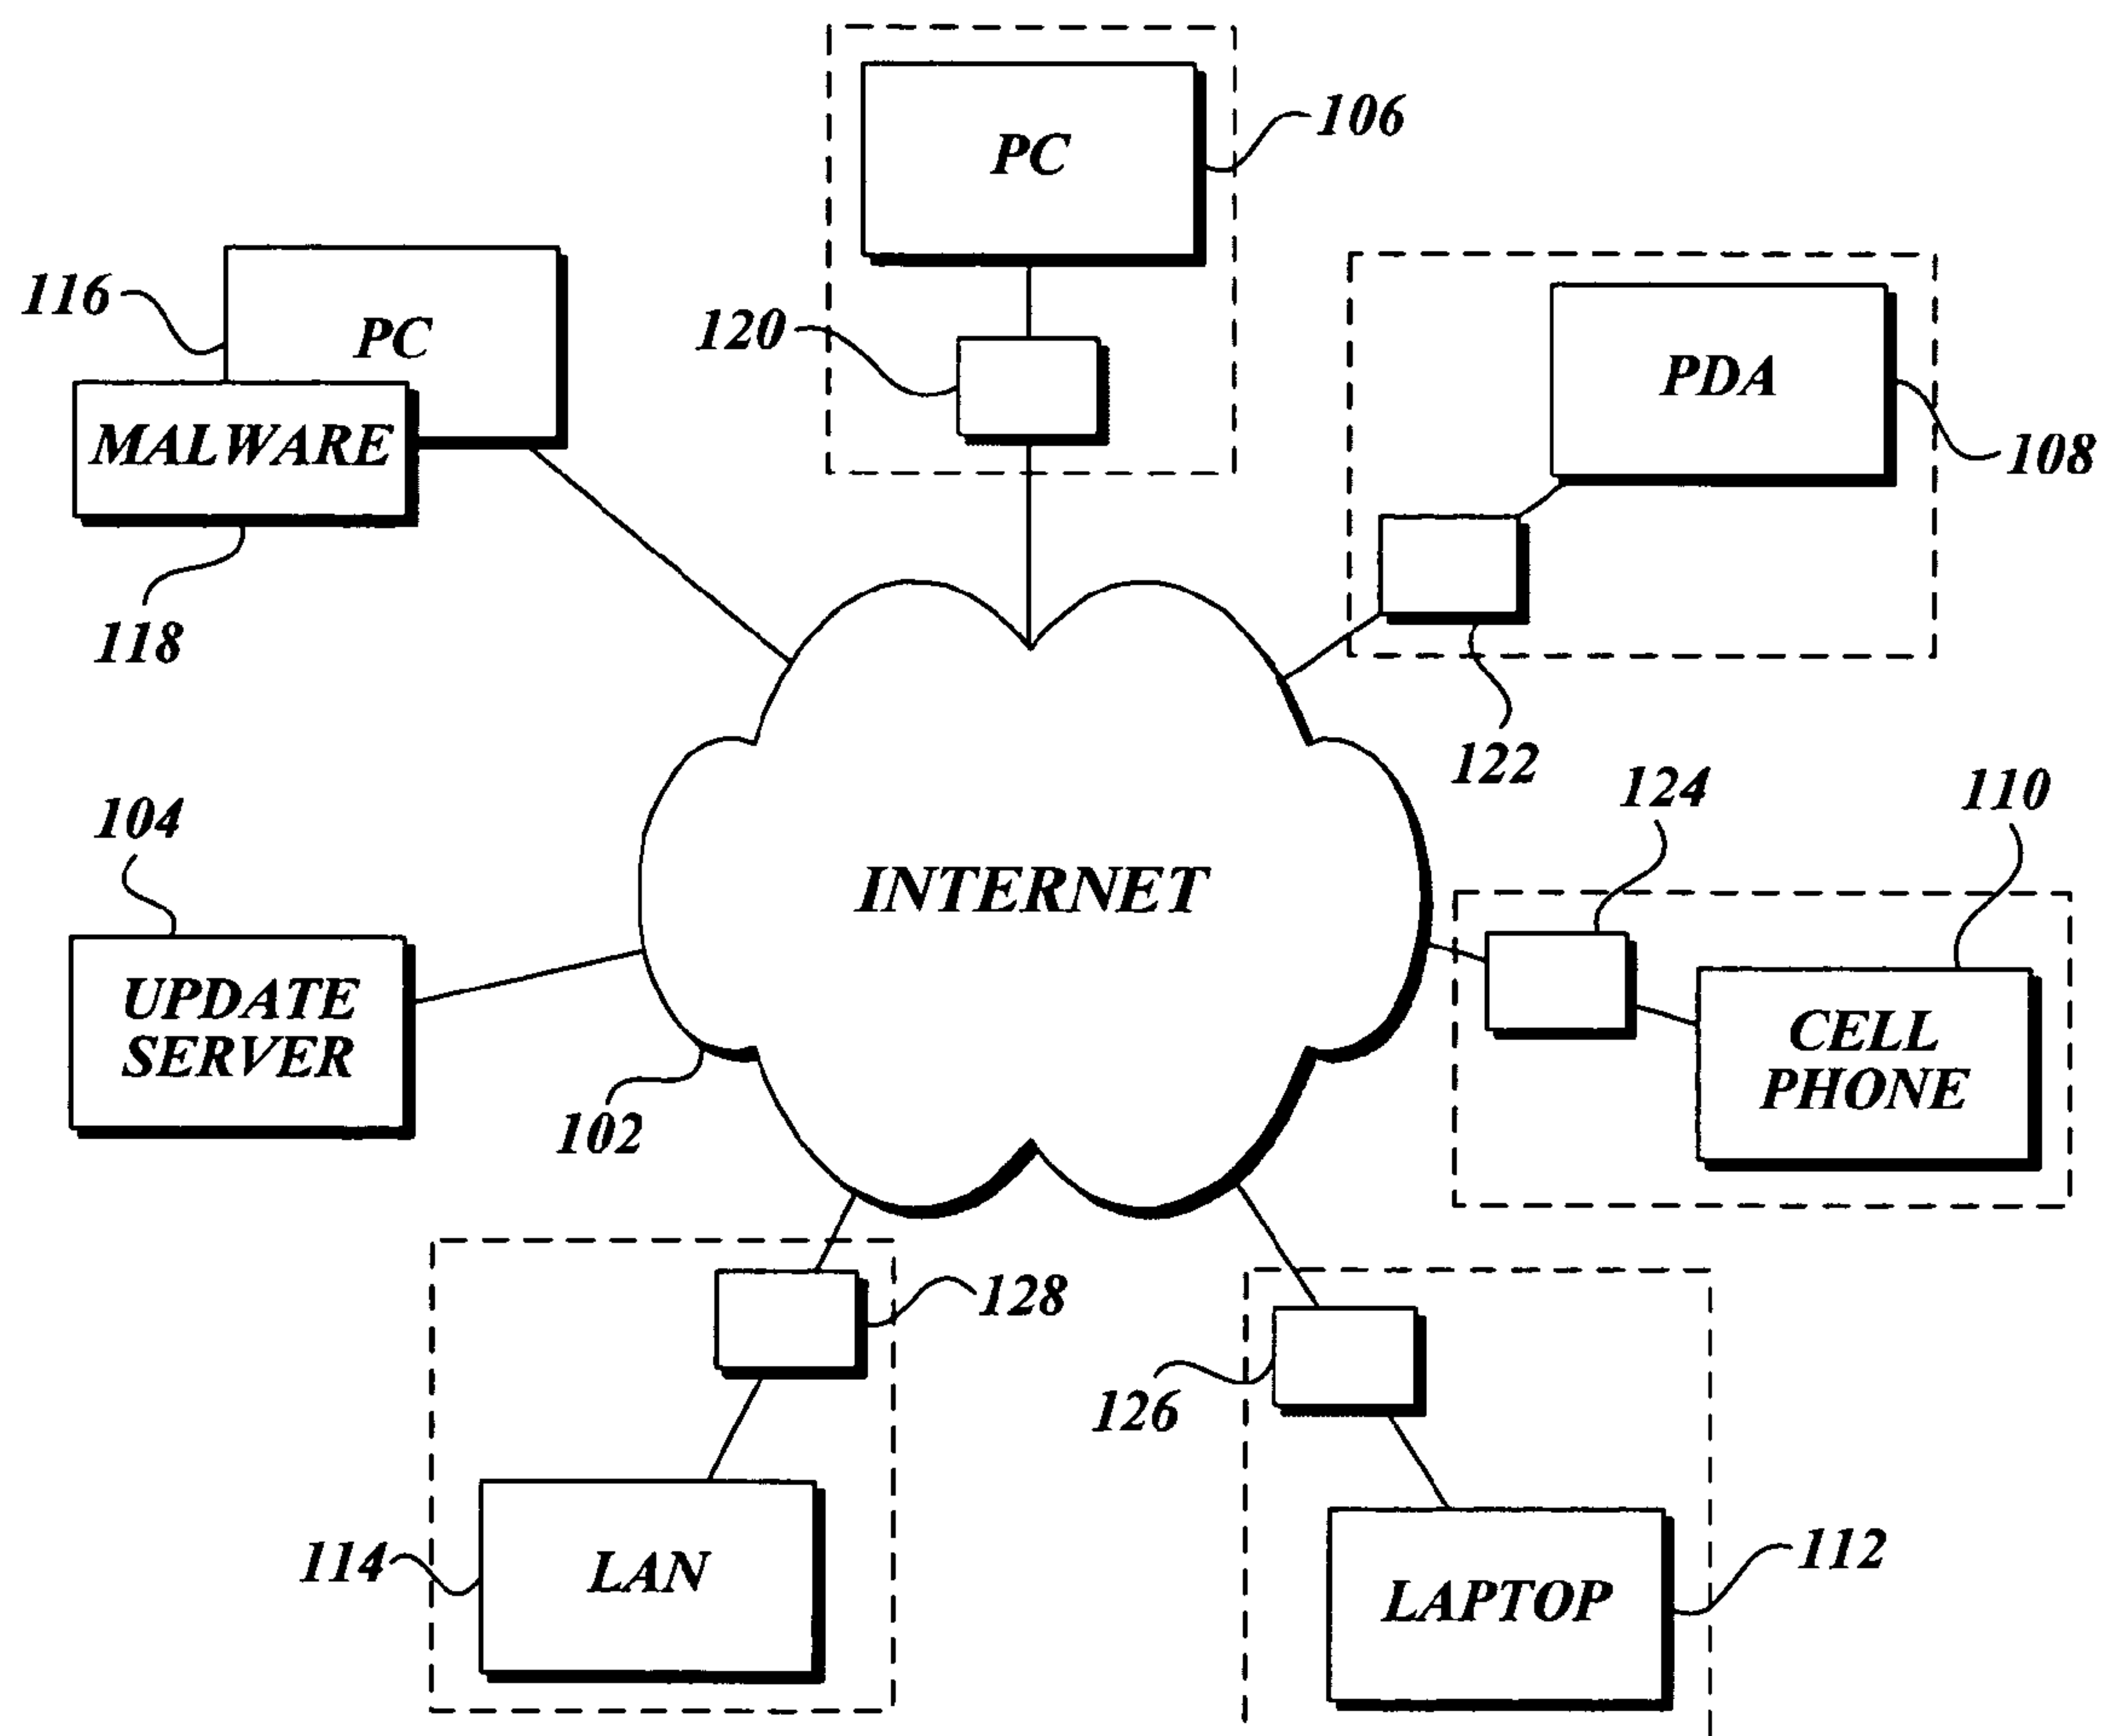 PC
106
120
116
PC
MALWARE
118
PDA
108
122
124
110
104
UPDATE
SERVER
INTERNET
102
CELL
PHONE
128
126
114
LAN
LAPTOP
112